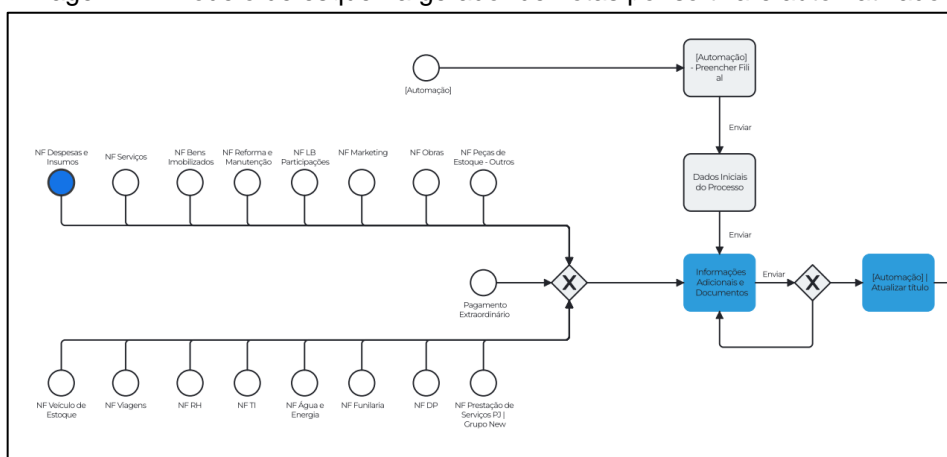 [Automação]
[Automação]
- Preencher Fili
al
Enviar
NF Despesas e
Insumos
NF Serviços
NF Bens
Imobilizados
NF Reforma e
Manutenção
NF LB
Participações
NF Marketing
NF Obras
NF Peças de
Estoque - Outros
Dados Iniciais
do Processo
Enviar
Pagamento
Extraordinário
X
Informações
Adicionais e
Documentos
Enviar
X
[Automação] |
Atualizar título
NF Veículo de
Estoque
NF Viagens
NF RH
NF TI
NF Água e
Energia
NF Funilaria
NF DP
NF Prestação de
Serviços PJ |
Grupo New